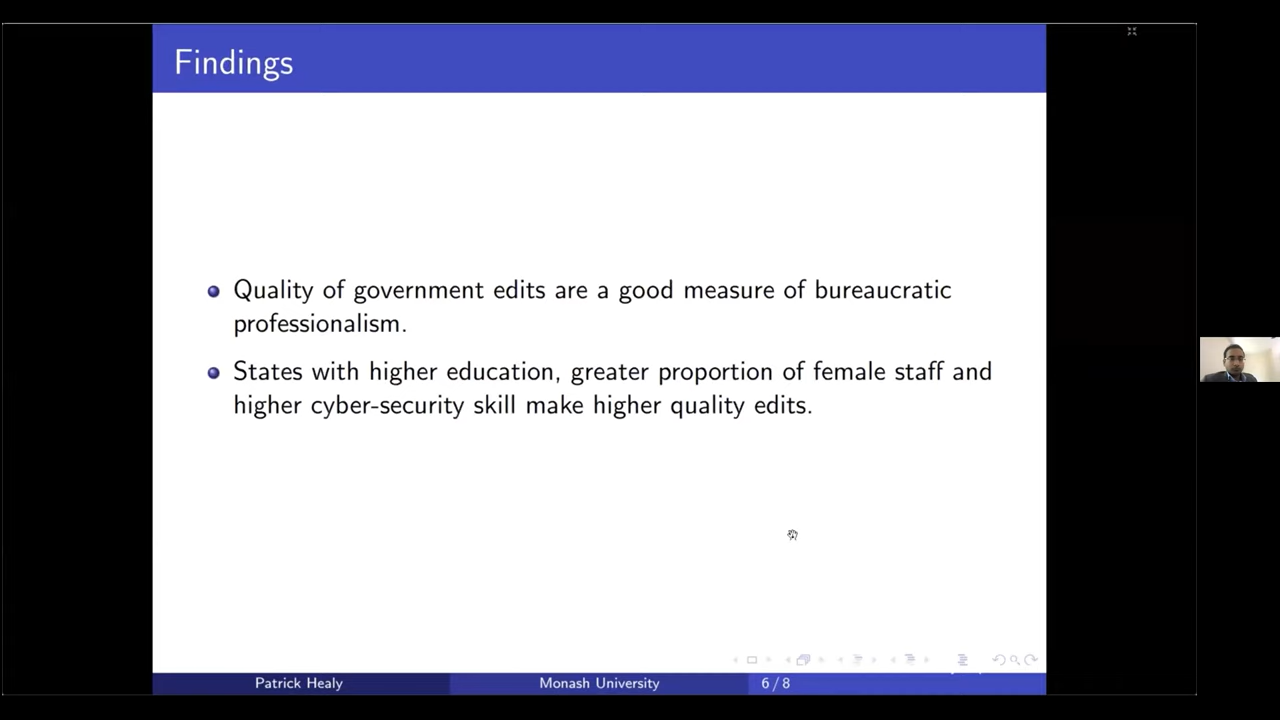 Findings
Quality of government edits are a good measure of bureaucratic
professionalism.
States with higher education, greater proportion of female staff and
higher cyber-security skill make higher quality edits.
Patrick Healy
Monash University
6 / 8